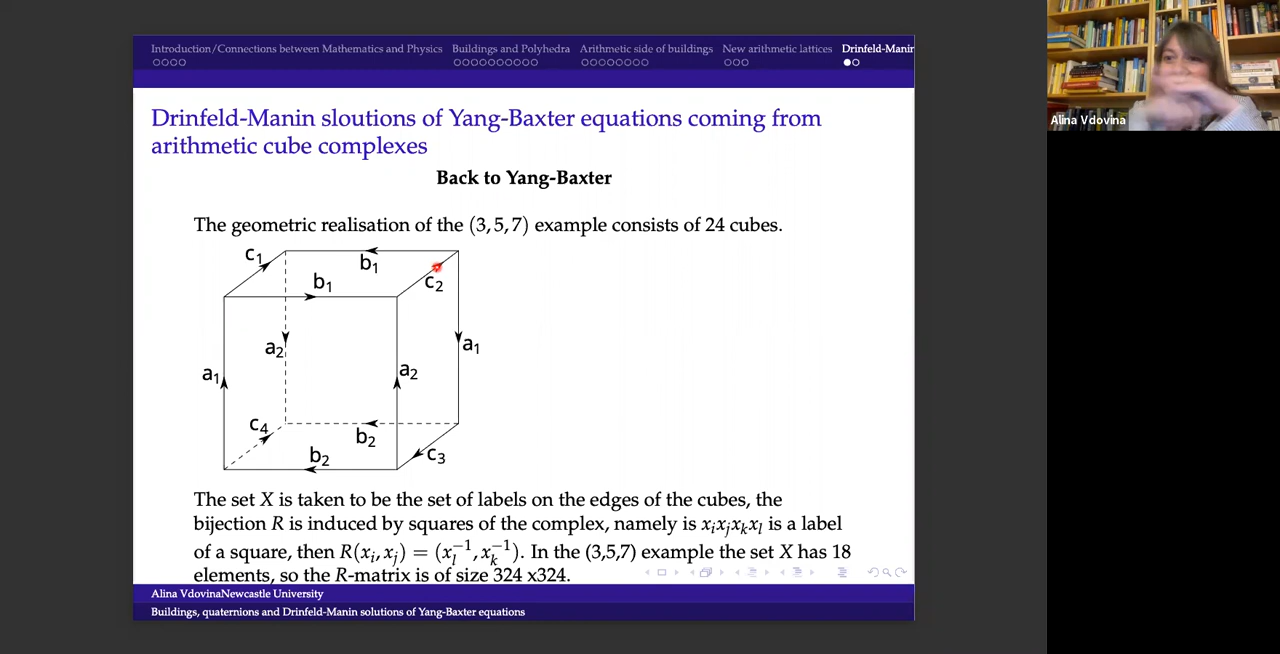 Introduction/Connections between Mathematics and Physics Buildings and Polyhedra Arithmetic side of buildings New arithmetic lattices Drinfeld-Manin
Alina Vdovina
Drinfeld-Manin sloutions of Yang-Baxter equations coming from
arithmetic cube complexes
Back to Yang-Baxter
The geometric realisation of the (3, 5, 7) example consists of 24 cubes.
c₁
b₁
b₁
c₂
a₂
a₁
a₁
a₂
c₄
b₂
b₂
c₃
The set X is taken to be the set of labels on the edges of the cubes, the
bijection R is induced by squares of the complex, namely is xᵢxⱼxₖxₗ is a label
of a square, then R(xᵢ, xⱼ) = (xₗ⁻¹, xₖ⁻¹). In the (3,5,7) example the set X has 18
elements, so the R-matrix is of size 324 x324.
Alina VdovinaNewcastle University
Buildings, quaternions and Drinfeld-Manin solutions of Yang-Baxter equations